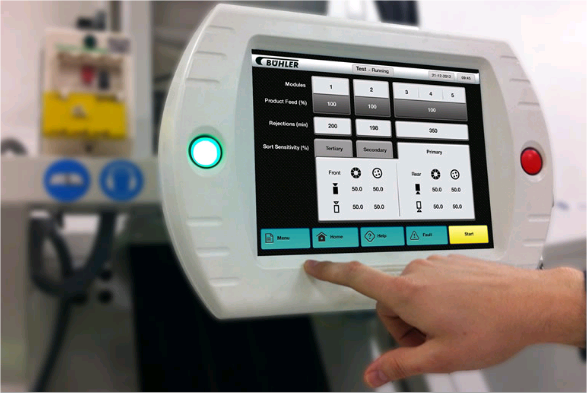 BÜHLER
Test - Running
Modules 1 2 3 4 5
Product Feed (%) 100 100 100
Rejections (min) 200 190 350
Sort Sensitivity (%) Tertiary Secondary Primary
Front Rear
50.0 50.0 50.0 50.0
50.0 50.0 50.0 50.0
Menu Home ? Help Fault Start